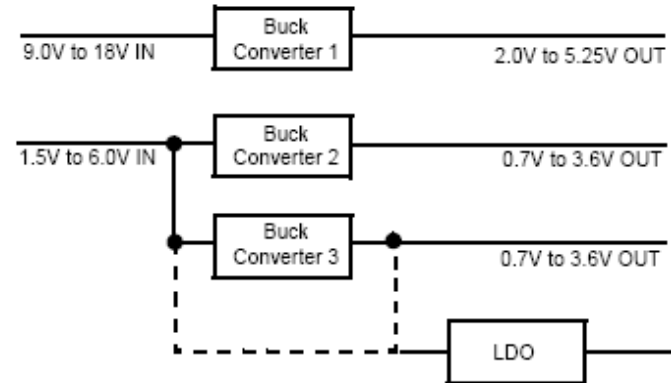 Buck
Converter 1
9.0V to 18V IN
2.0V to 5.25V OUT
Buck
Converter 2
1.5V to 6.0V IN
0.7V to 3.6V OUT
Buck
Converter 3
0.7V to 3.6V OUT
LDO